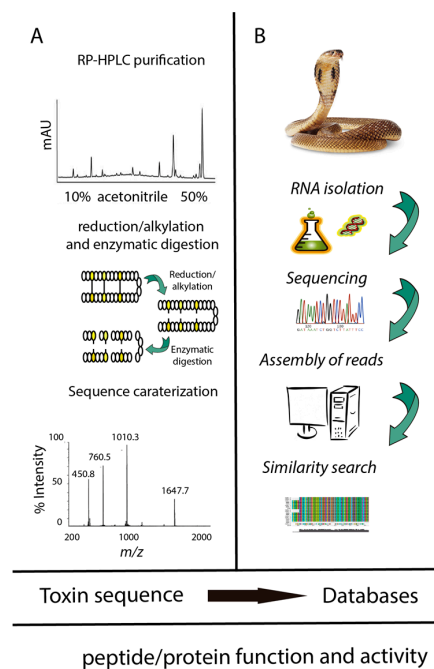 A
RP-HPLC purification
mAU
10% acetonitrile 50%
reduction/alkylation
and enzymatic digestion
Reduction/
alkylation
Enzymatic
digestion
Sequence caraterization
% Intensity
100
50
0
450.8
760.5
1010.3
1647.7
200
1000
2000
m/z
B
RNA isolation
Sequencing
Assembly of reads
Similarity search
Toxin sequence
Databases
peptide/protein function and activity